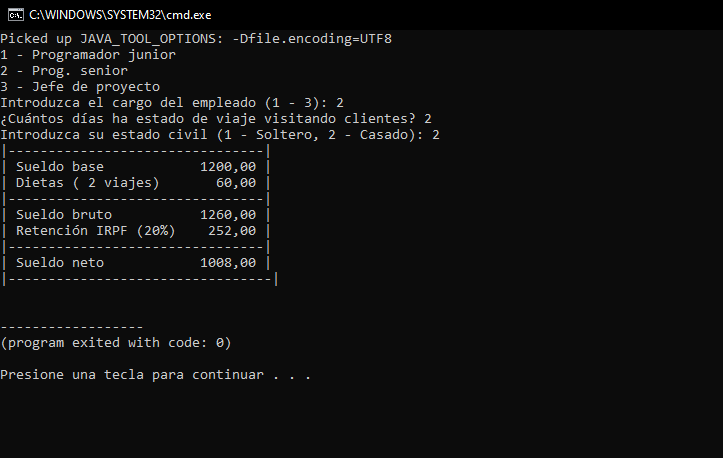 C:\WINDOWS\SYSTEM32\cmd.exe
Picked up JAVA_TOOL_OPTIONS: -Dfile.encoding=UTF8
1 - Programador junior
2 - Prog. senior
3 - Jefe de proyecto
Introduzca el cargo del empleado (1 - 3): 2
¿Cuántos días ha estado de viaje visitando clientes? 2
Introduzca su estado civil (1 - Soltero, 2 - Casado): 2
|--------------------------------|
| Sueldo base            1200,00 |
| Dietas ( 2 viajes)       60,00 |
|--------------------------------|
| Sueldo bruto           1260,00 |
| Retención IRPF (20%)    252,00 |
|--------------------------------|
| Sueldo neto            1008,00 |
|---------------------------------|
------------------
(program exited with code: 0)
Presione una tecla para continuar . . .